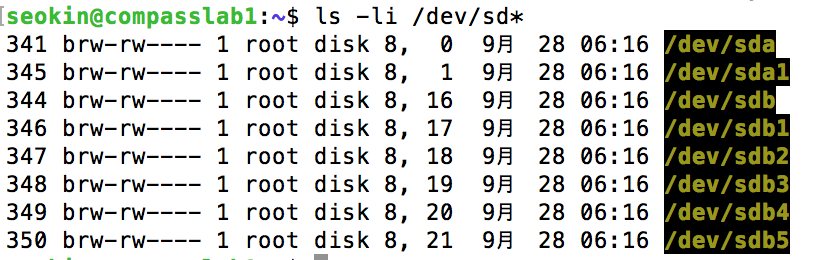 [seokin@compasslab1:~$ ls -li /dev/sd*
341 brw-rw---- 1 root disk 8,  0  9月 28 06:16 /dev/sda
345 brw-rw---- 1 root disk 8,  1  9月 28 06:16 /dev/sda1
344 brw-rw---- 1 root disk 8, 16  9月 28 06:16 /dev/sdb
346 brw-rw---- 1 root disk 8, 17  9月 28 06:16 /dev/sdb1
347 brw-rw---- 1 root disk 8, 18  9月 28 06:16 /dev/sdb2
348 brw-rw---- 1 root disk 8, 19  9月 28 06:16 /dev/sdb3
349 brw-rw---- 1 root disk 8, 20  9月 28 06:16 /dev/sdb4
350 brw-rw---- 1 root disk 8, 21  9月 28 06:16 /dev/sdb5